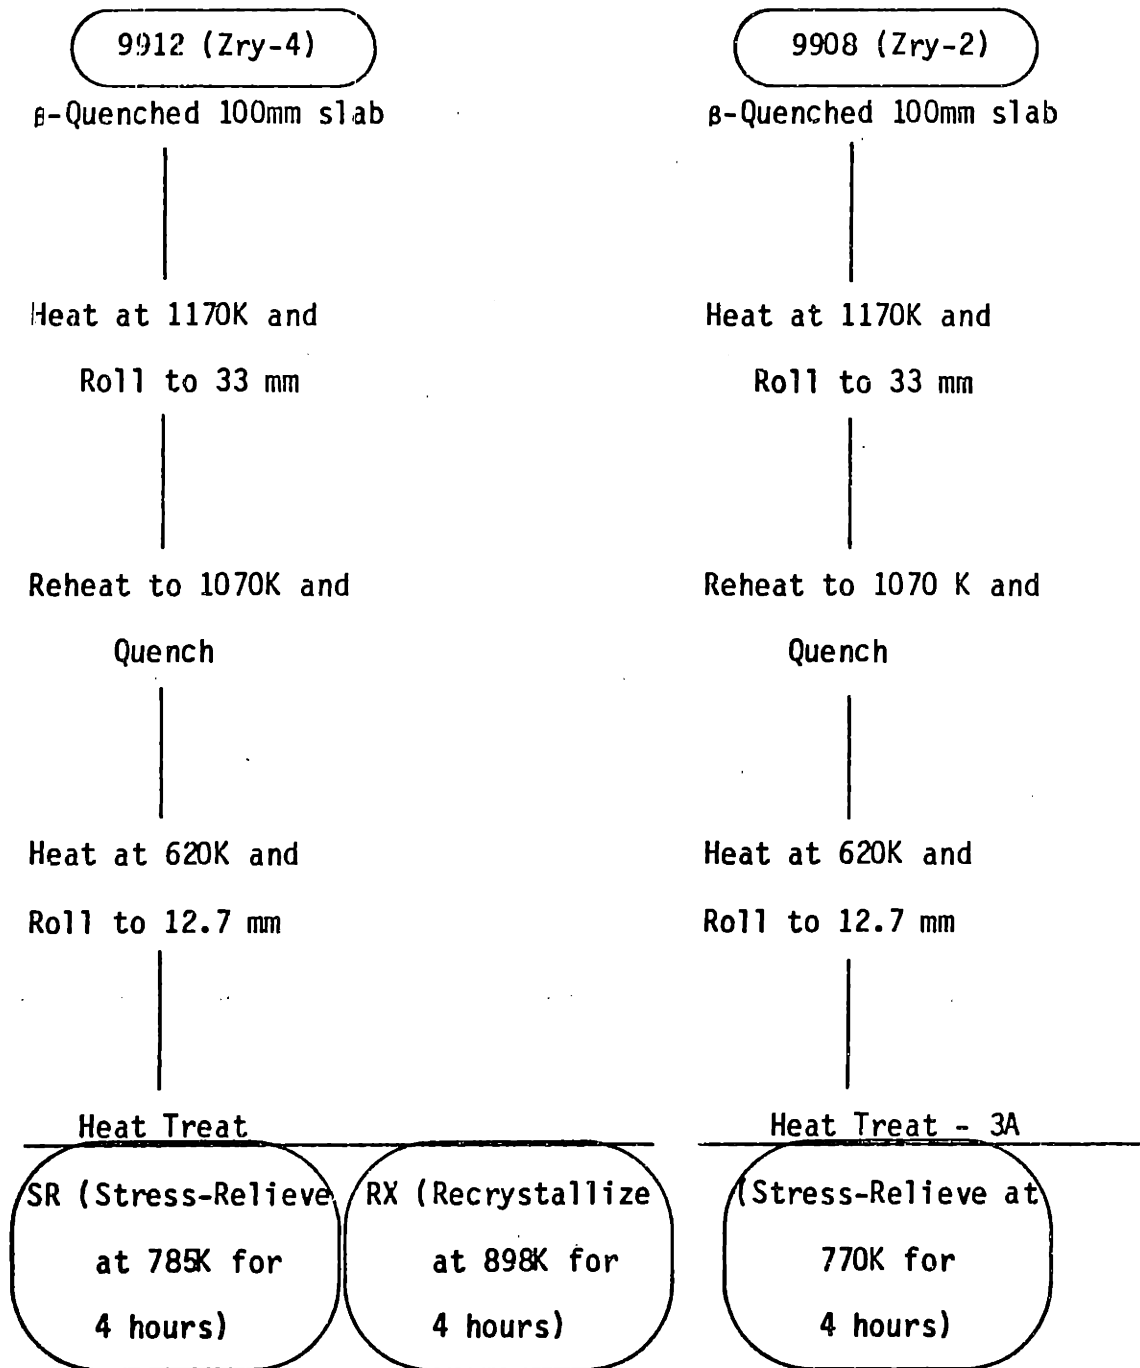 9912 (Zry-4)
β-Quenched 100mm slab
Heat at 1170K and
Roll to 33 mm
Reheat to 1070K and
Quench
Heat at 620K and
Roll to 12.7 mm
Heat Treat
SR (Stress-Relieve
at 785K for
4 hours)
RX (Recrystallize
at 898K for
4 hours)
9908 (Zry-2)
β-Quenched 100mm slab
Heat at 1170K and
Roll to 33 mm
Reheat to 1070 K and
Quench
Heat at 620K and
Roll to 12.7 mm
Heat Treat - 3A
(Stress-Relieve at
770K for
4 hours)